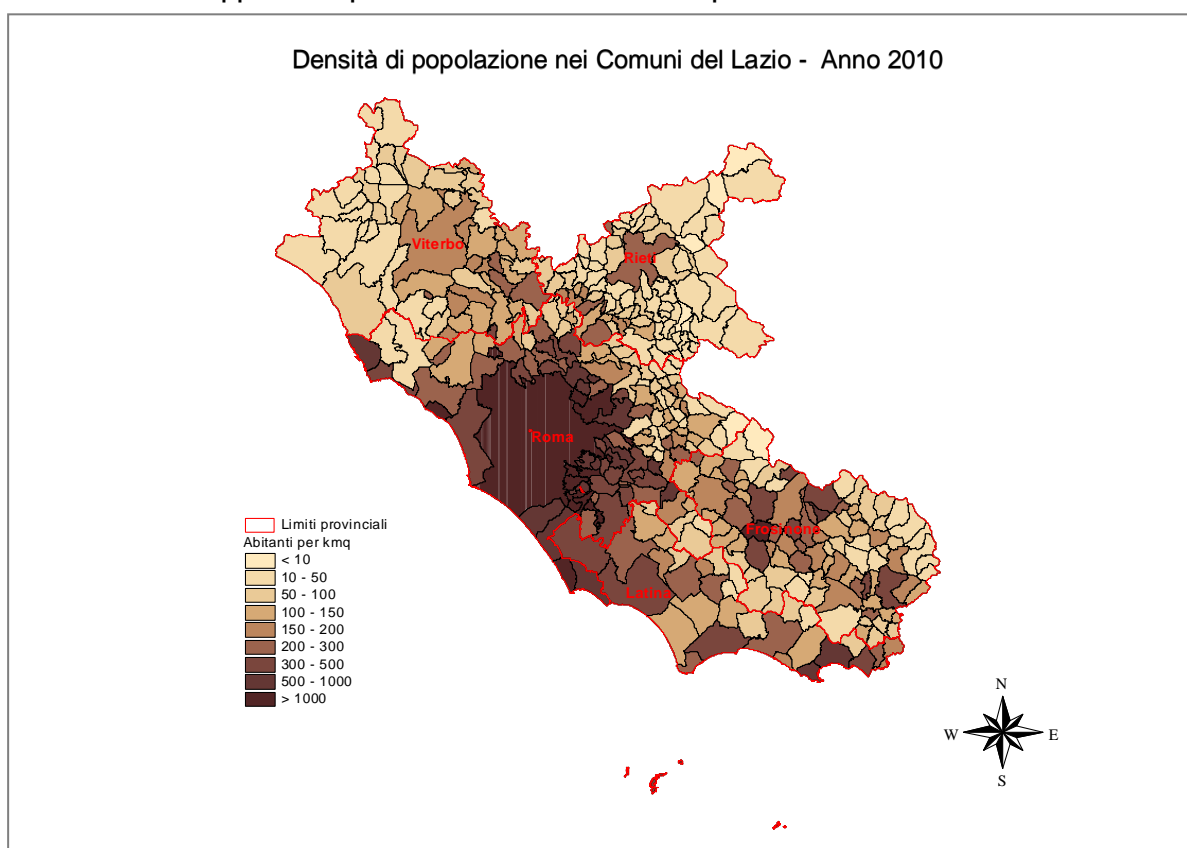 Densità di popolazione nei Comuni del Lazio - Anno 2010
Viterbo
Rieti
Roma
Frosinone
Latina
Limiti provinciali
Abitanti per kmq
< 10
10 - 50
50 - 100
100 - 150
150 - 200
200 - 300
300 - 500
500 - 1000
> 1000
N
W
E
S